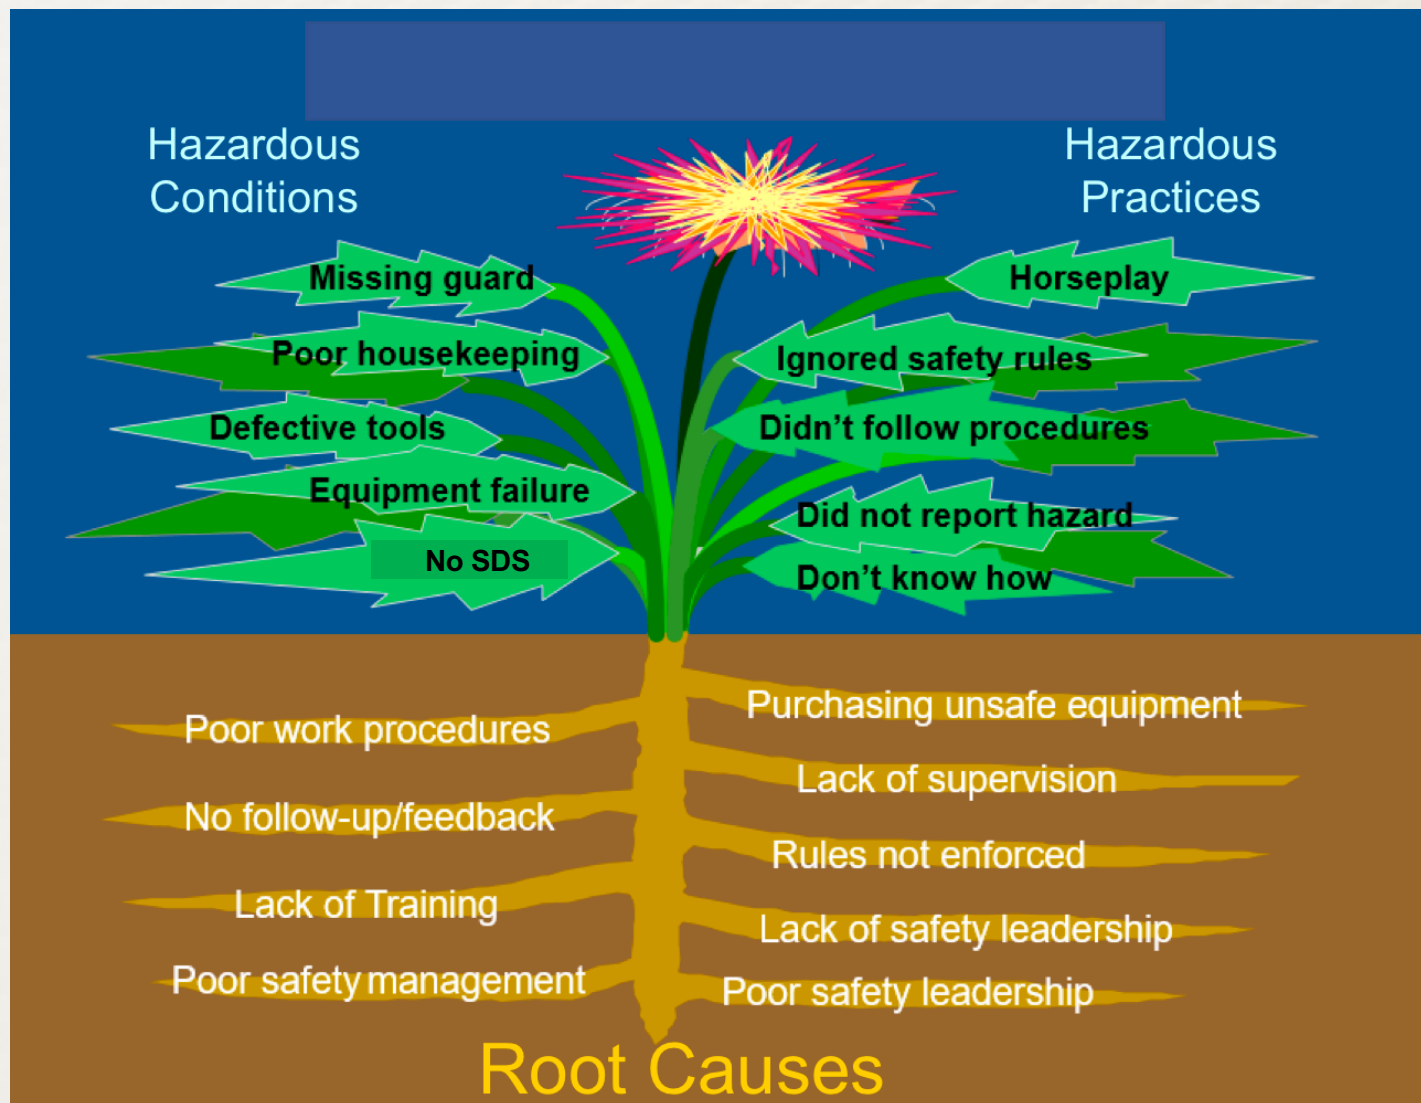 Hazardous
Conditions
Hazardous
Practices
Missing guard
Poor housekeeping
Defective tools
Equipment failure
No SDS
Horseplay
Ignored safety rules
Didn't follow procedures
Did not report hazard
Don't know how
Poor work procedures
No follow-up/feedback
Lack of Training
Poor safety management
Purchasing unsafe equipment
Lack of supervision
Rules not enforced
Lack of safety leadership
Poor safety leadership
Root Causes